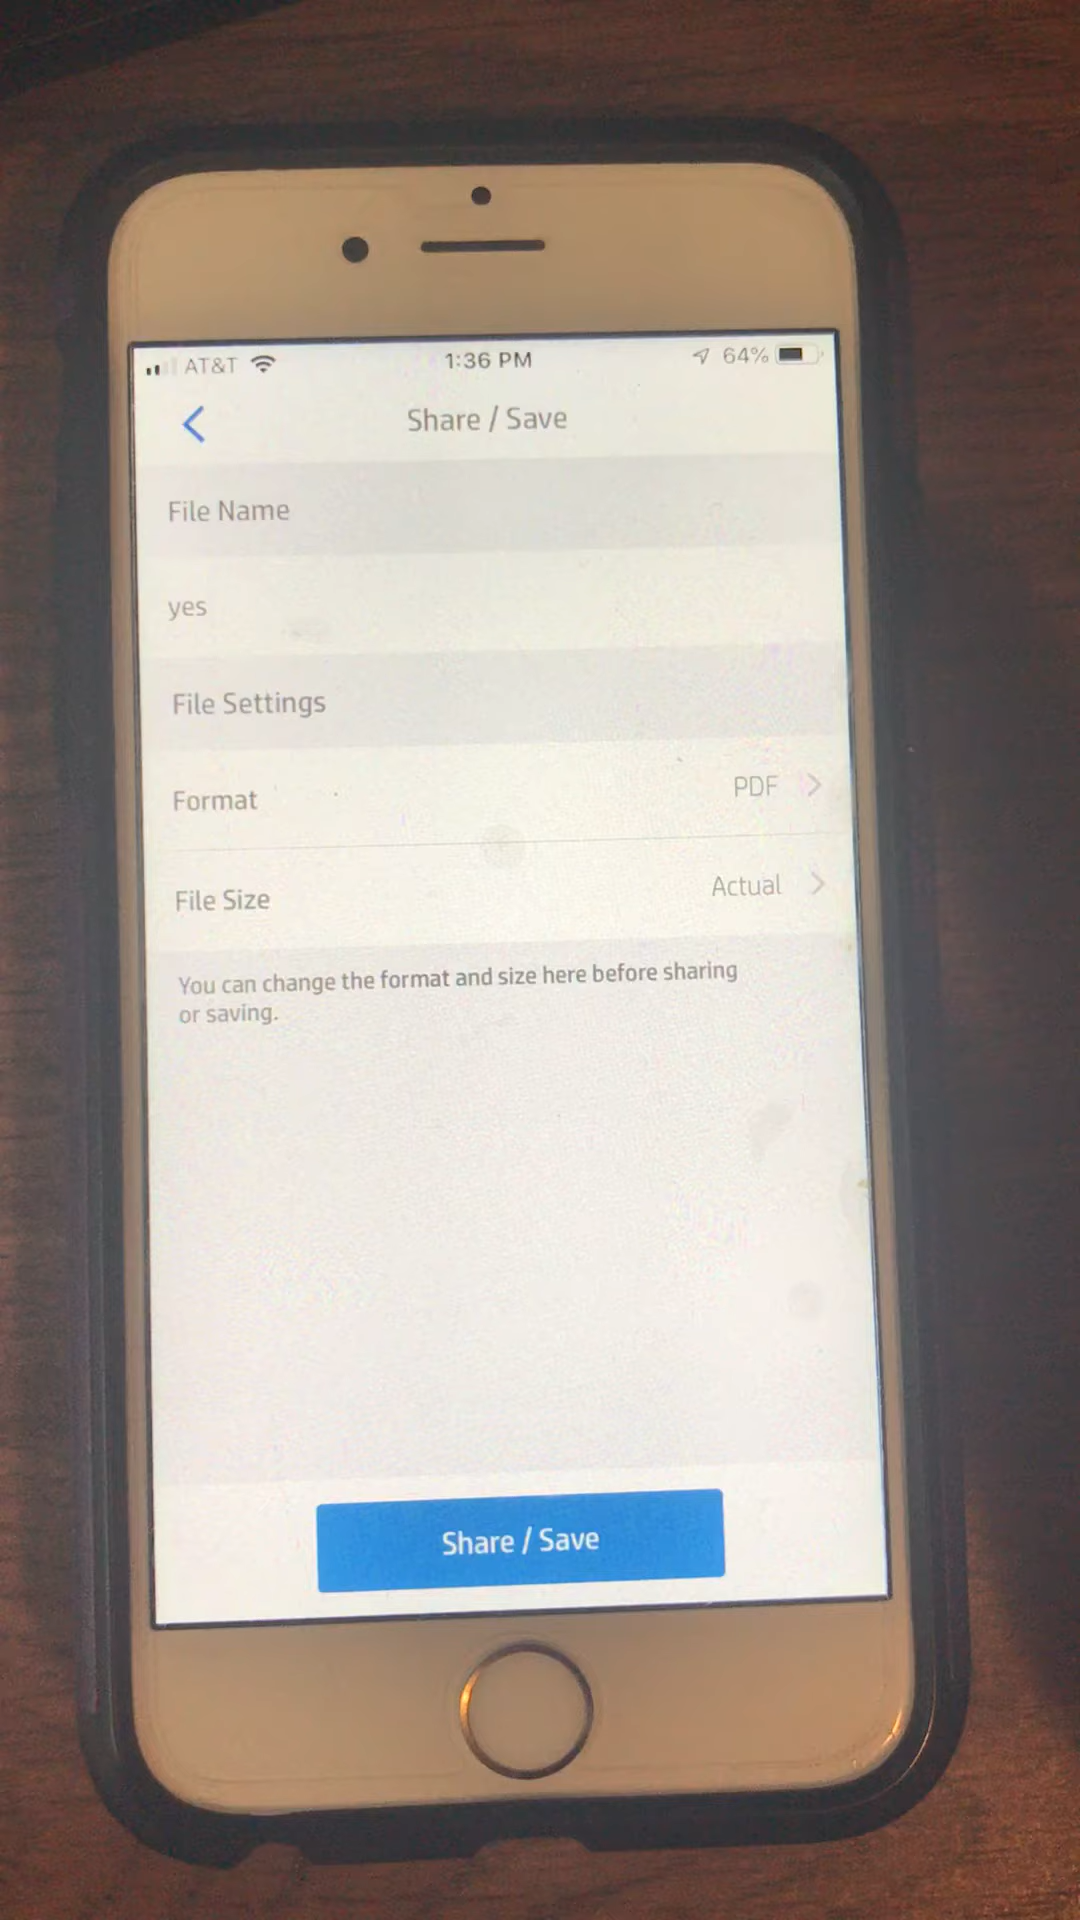 AT&T 1:36 PM 64%
Share / Save
File Name
yes
File Settings
Format PDF
File Size Actual
You can change the format and size here before sharing
or saving.
Share / Save